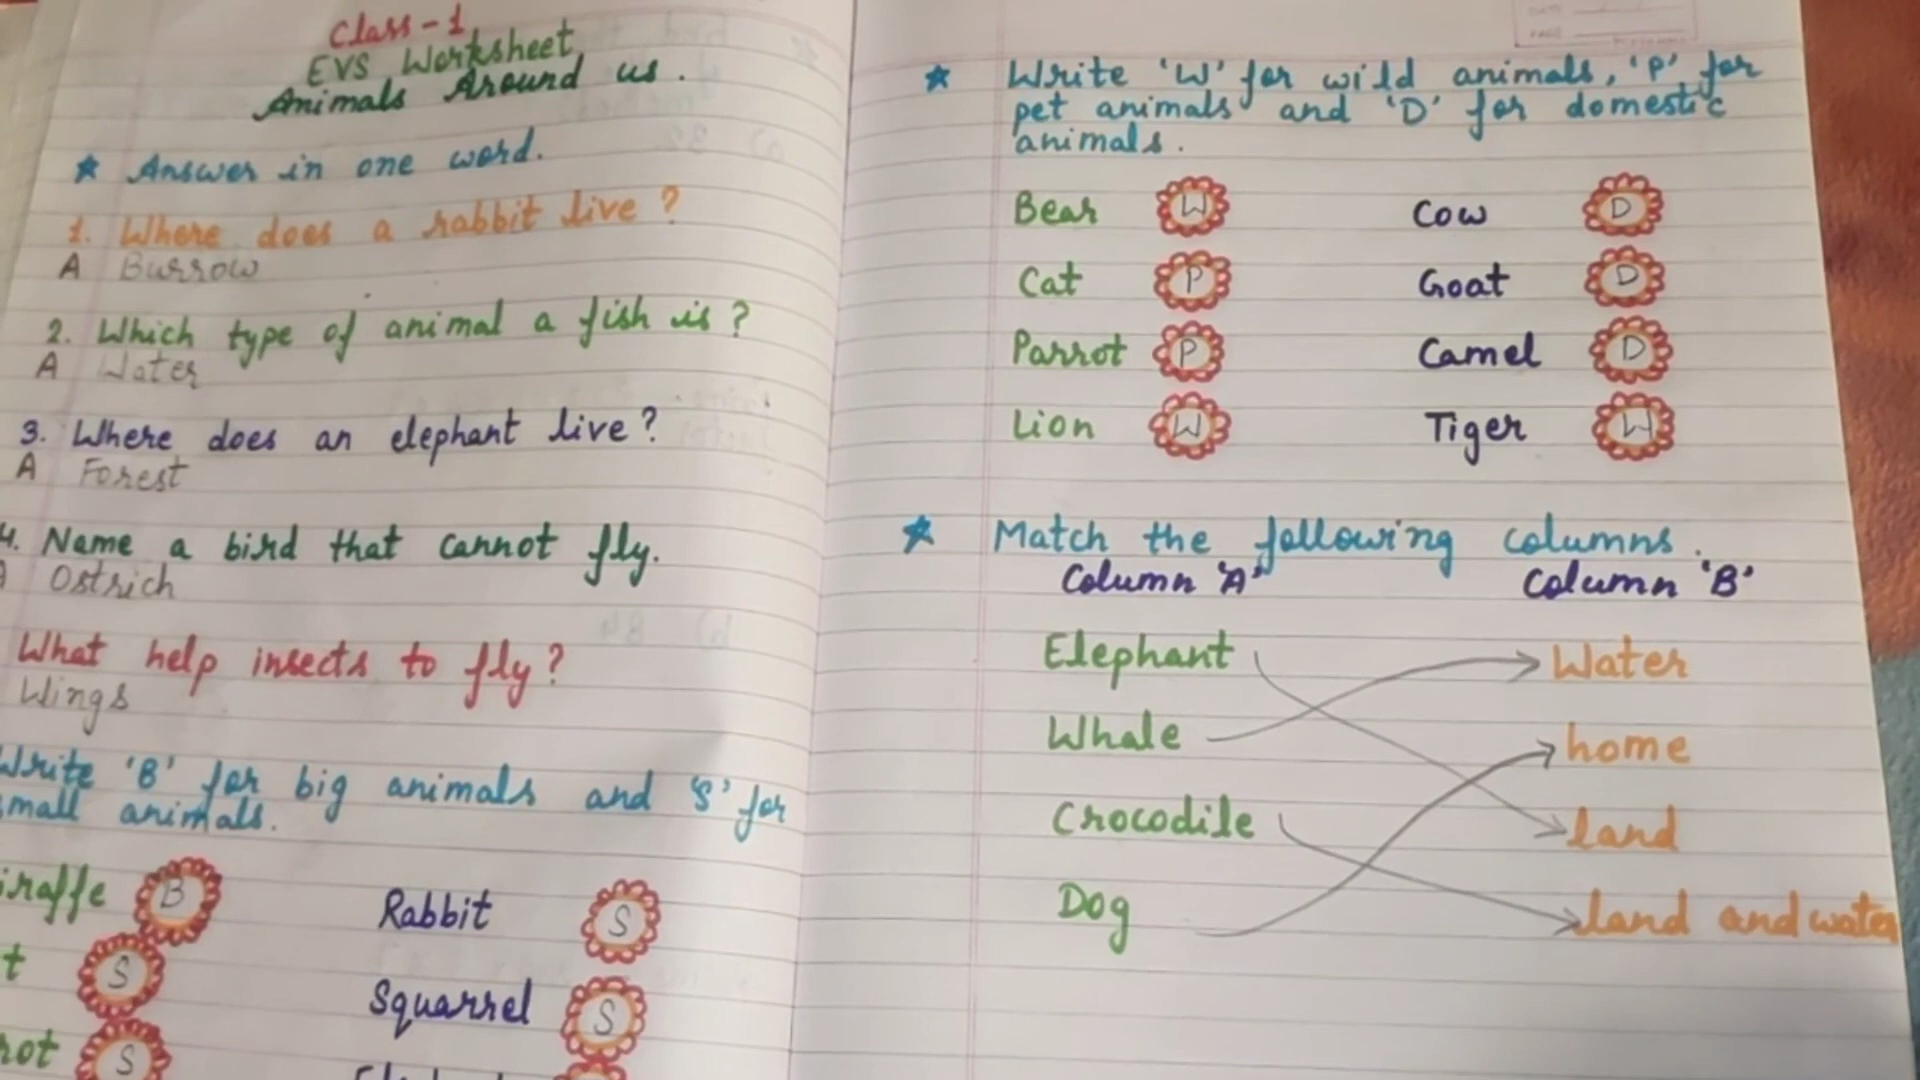 Class-1
EVS Worksheet
Animals Around us.
★ Answer in one word.
1. Where does a rabbit live?
A Burrow
2. Which type of animal a fish is?
A Water
3. Where does an elephant live?
A Forest
4. Name a bird that cannot fly.
Ostrich
What help insects to fly?
Wings
Write 'B' for big animals and 'S' for
small animals.
iraffe B Rabbit S
t S Squarrel S
rot S
★ Write 'W' for wild animals, 'P' for
pet animals and 'D' for domestic
animals.
Bear W Cow D
Cat P Goat D
Parrot P Camel D
Lion W Tiger W
★ Match the following columns.
Column 'A' Column 'B'
Elephant Water
Whale home
Crocodile land
Dog land and water